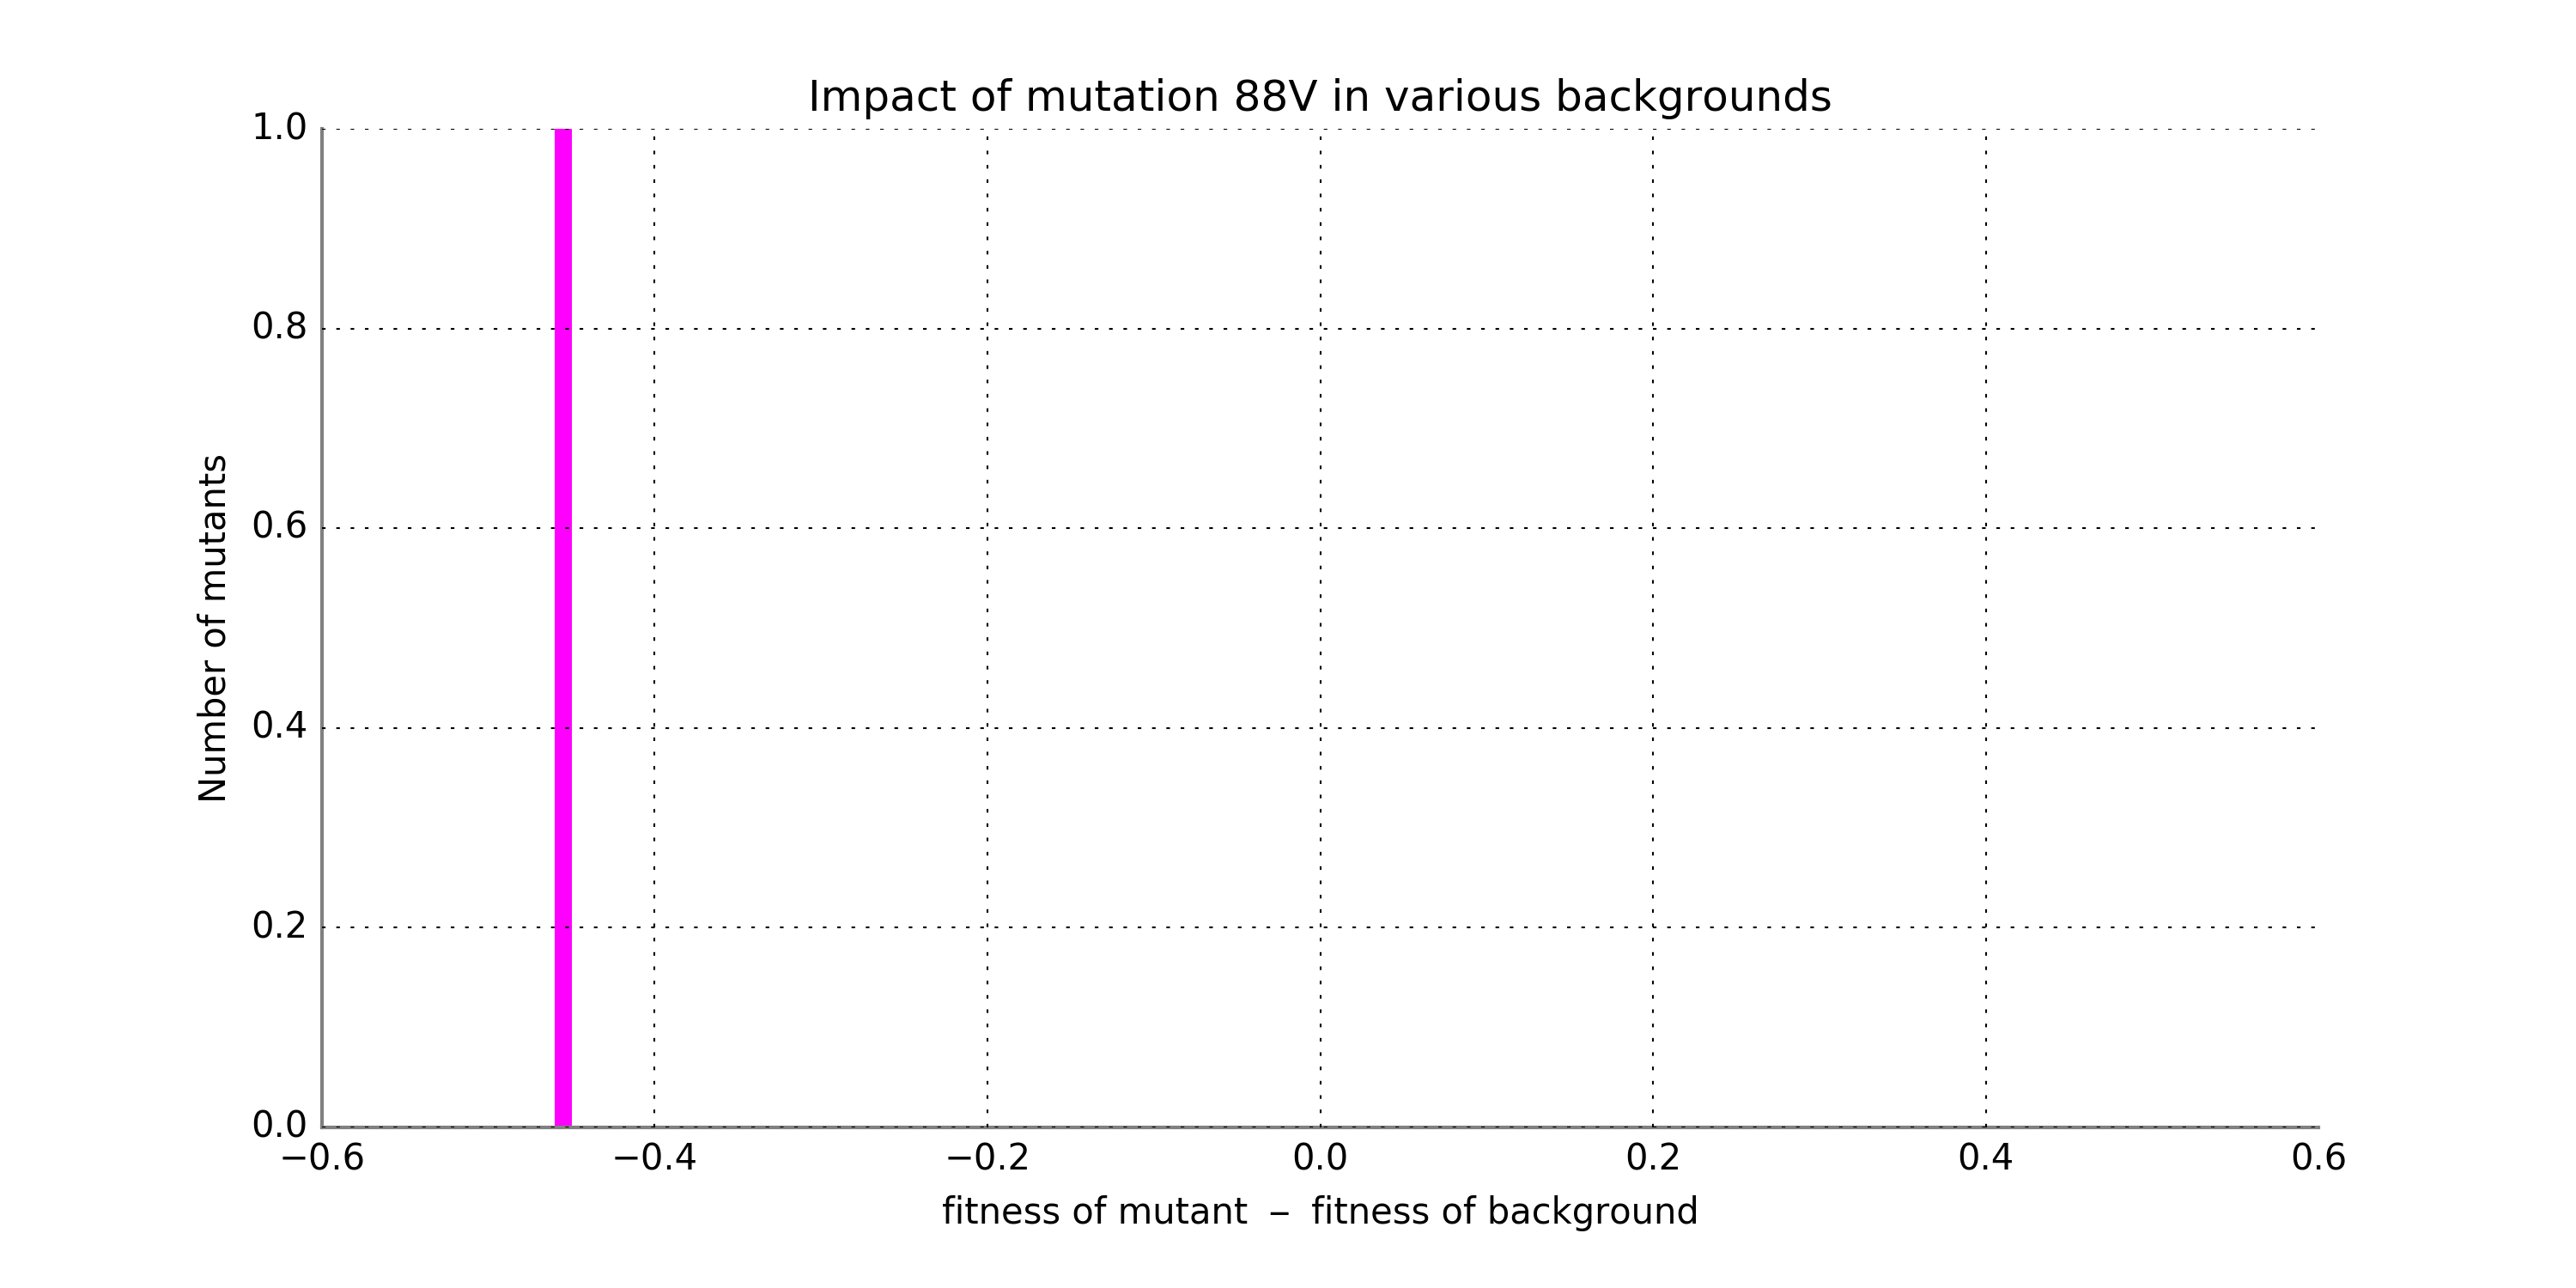 Impact of mutation 88V in various backgrounds
1.0
0.8
0.6
0.4
0.2
0.0
Number of mutants
−0.6 −0.4 −0.2 0.0 0.2 0.4 0.6
fitness of mutant − fitness of background